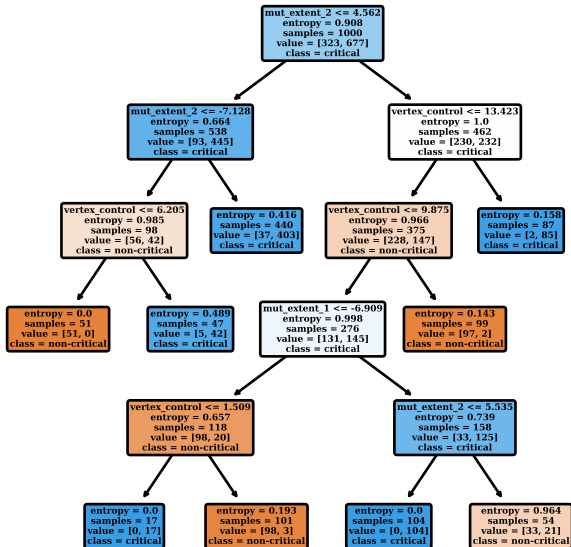 mut_extent_2 <= 4.562
entropy = 0.908
samples = 1000
value = [323, 677]
class = critical
mut_extent_2 <= -7.128
entropy = 0.664
samples = 538
value = [93, 445]
class = critical
vertex_control <= 13.423
entropy = 1.0
samples = 462
value = [230, 232]
class = critical
vertex_control <= 6.205
entropy = 0.985
samples = 98
value = [56, 42]
class = non-critical
entropy = 0.416
samples = 440
value = [37, 403]
class = critical
vertex_control <= 9.875
entropy = 0.966
samples = 375
value = [228, 147]
class = non-critical
entropy = 0.158
samples = 87
value = [2, 85]
class = critical
entropy = 0.0
samples = 51
value = [51, 0]
class = non-critical
entropy = 0.489
samples = 47
value = [5, 42]
class = critical
mut_extent_1 <= -6.909
entropy = 0.998
samples = 276
value = [131, 145]
class = critical
entropy = 0.143
samples = 99
value = [97, 2]
class = non-critical
vertex_control <= 1.509
entropy = 0.657
samples = 118
value = [98, 20]
class = non-critical
mut_extent_2 <= 5.535
entropy = 0.739
samples = 158
value = [33, 125]
class = critical
entropy = 0.0
samples = 17
value = [0, 17]
class = critical
entropy = 0.193
samples = 101
value = [98, 3]
class = non-critical
entropy = 0.0
samples = 104
value = [0, 104]
class = critical
entropy = 0.964
samples = 54
value = [33, 21]
class = non-critical